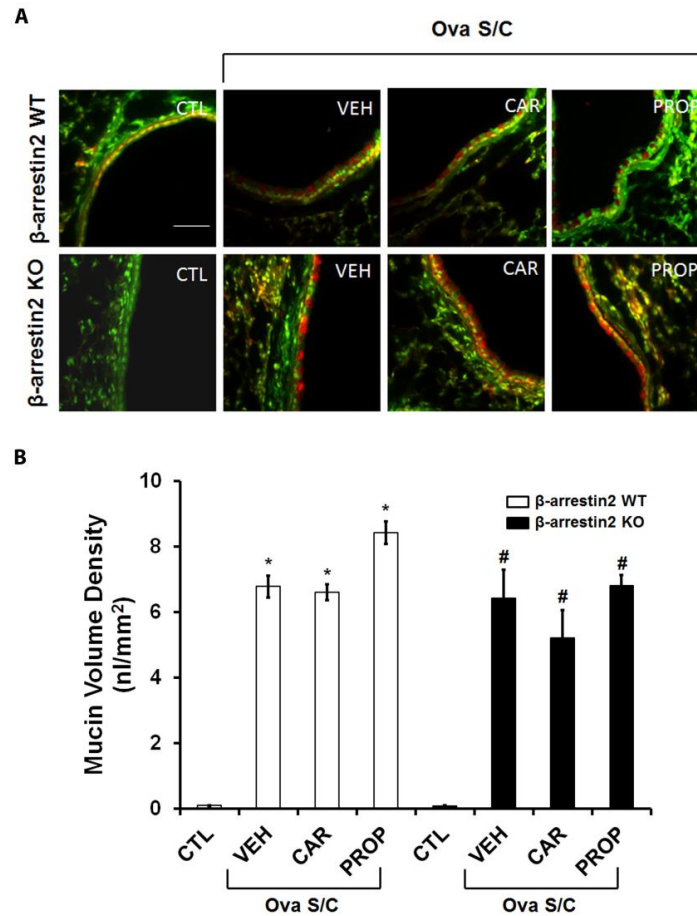 A
Ova S/C
β-arrestin2 WT
CTL
VEH
CAR
PROP
β-arrestin2 KO
CTL
VEH
CAR
PROP
B
Mucin Volume Density
(nl/mm²)
10
8
6
4
2
0
* * *
# # #
β-arrestin2 WT
β-arrestin2 KO
CTL VEH CAR PROP CTL VEH CAR PROP
Ova S/C Ova S/C